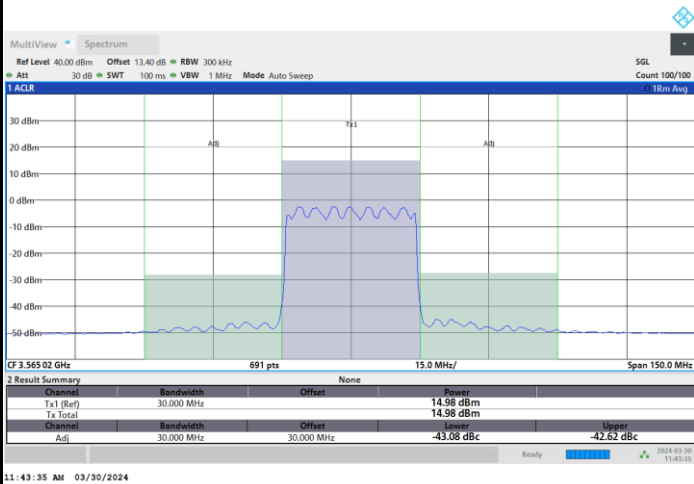 MultiView Spectrum
Ref Level 40.00 dBm Offset 13.40 dB RBW 300 kHz SGL
Att 30 dB SWT 100 ms VBW 1 MHz Mode Auto Sweep Count 100/100
1 ACLR 1Rm Avg
30 dBm
Tx1
20 dBm
Adj Adj
10 dBm
0 dBm
-10 dBm
-20 dBm
-30 dBm
-40 dBm
-50 dBm
CF 3.565 02 GHz 691 pts 15.0 MHz/ Span 150.0 MHz
2 Result Summary None
Channel Bandwidth Offset Power
Tx1 (Ref) 30.000 MHz 14.98 dBm
Tx Total 14.98 dBm
Channel Bandwidth Offset Lower Upper
Adj 30.000 MHz 30.000 MHz -43.08 dBc -42.62 dBc
Ready 2024-03-30
11:43:35
11:43:35 AM 03/30/2024